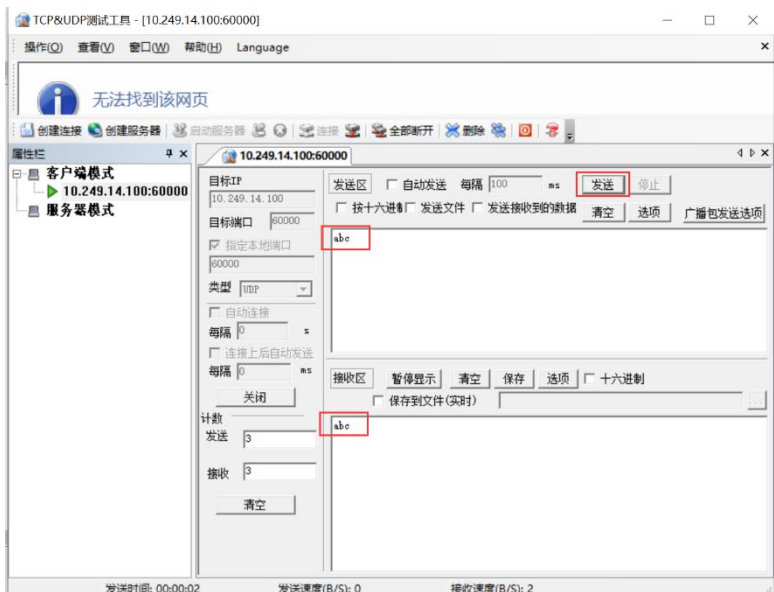 TCP&UDP测试工具 - [10.249.14.100:60000]
操作(O) 查看(V) 窗口(W) 帮助(H) Language
无法找到该网页
创建连接 创建服务器 启动服务器 连接 全部断开 删除
属性栏
客户端模式
10.249.14.100:60000
服务器模式
10.249.14.100:60000
目标IP
10.249.14.100
目标端口 60000
指定本地端口
60000
类型 UDP
自动连接
每隔 0 s
连接上后自动发送
每隔 0 ms
关闭
计数
发送 3
接收 3
清空
发送区 自动发送 每隔 100 ms 发送 停止
按十六进制 发送文件 发送接收到的数据 清空 选项 广播包发送选项
abc
接收区 暂停显示 清空 保存 选项 十六进制
保存到文件(实时) ...
abc
发送时间: 00:00:02 发送速度(B/S): 0 接收速度(B/S): 2